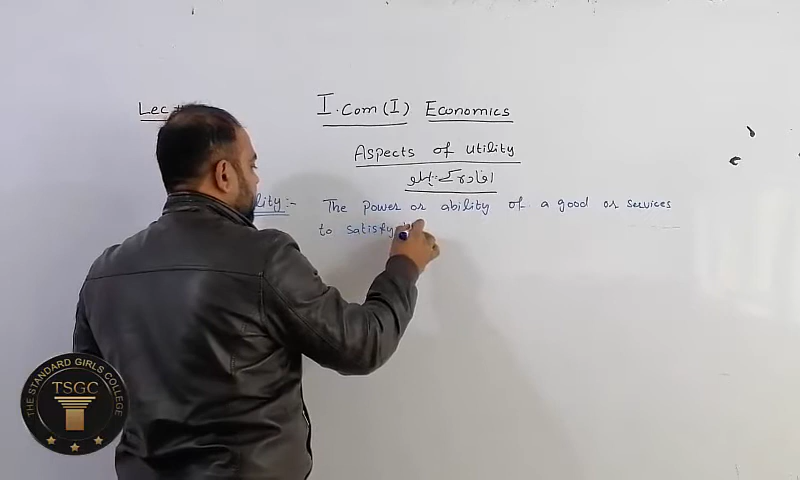 Lec #
I.Com (I) Economics
Aspects of utility
افادہ کے پہلو
The Power or ability of a good or services
to satisfy
THE STANDARD GIRLS COLLEGE
TSGC